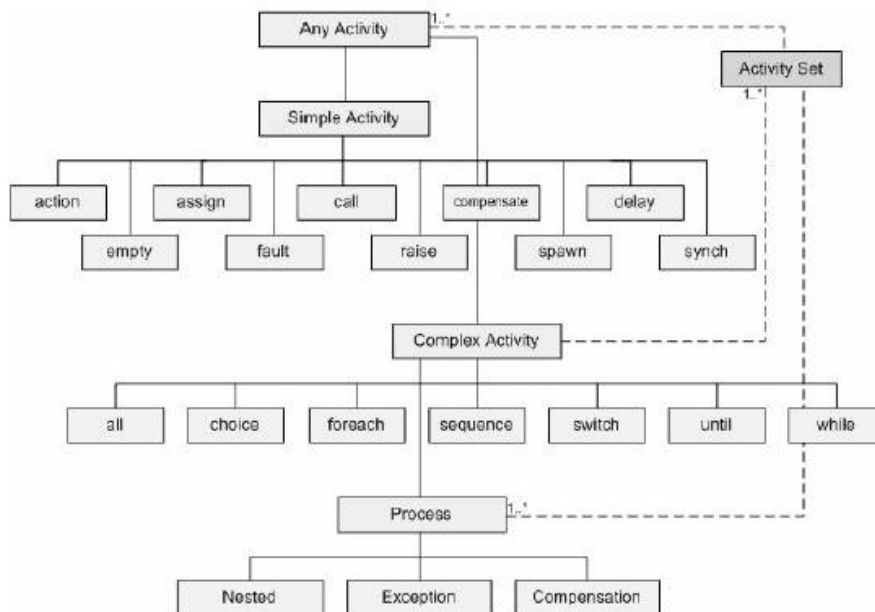 Any Activity
1..*
Activity Set
1..*
Simple Activity
action
assign
call
compensate
delay
empty
fault
raise
spawn
synch
Complex Activity
all
choice
foreach
sequence
switch
until
while
1..*
Process
Nested
Exception
Compensation